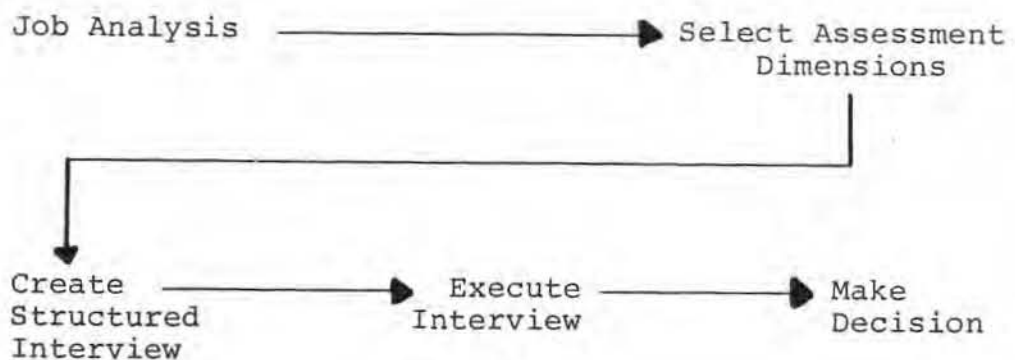 Job Analysis
Select Assessment
Dimensions
Create
Structured
Interview
Execute
Interview
Make
Decision